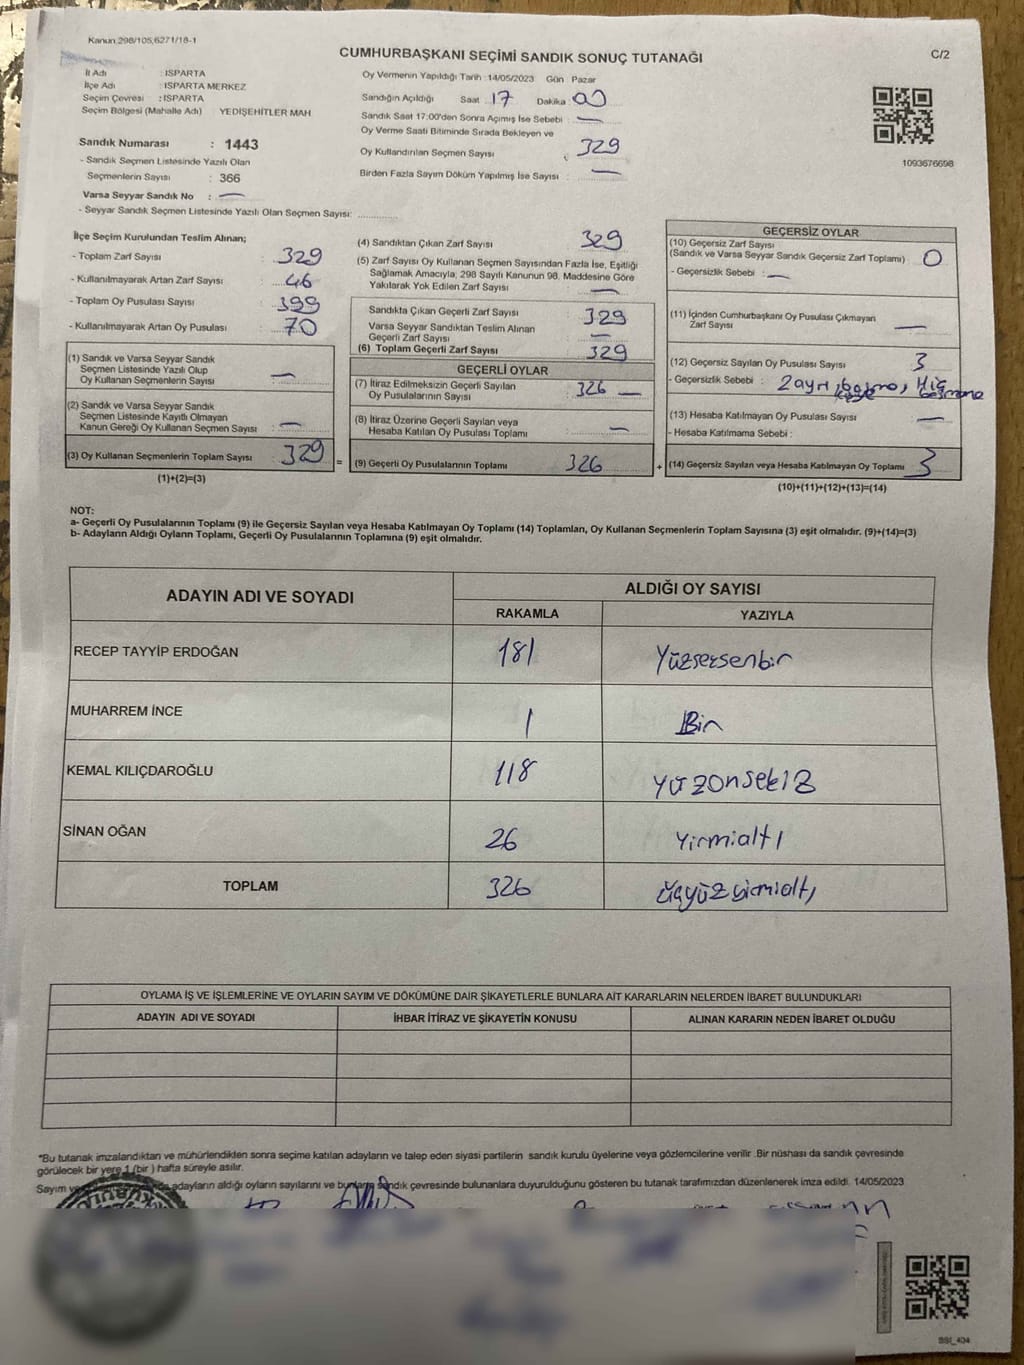 Kanun 298/105,6271/18-1
CUMHURBAŞKANI SEÇİMİ SANDIK SONUÇ TUTANAĞI
C/2
İl Adı : ISPARTA
İlçe Adı : ISPARTA MERKEZ
Seçim Çevresi : ISPARTA
Seçim Bölgesi (Mahalle Adı) YEDİŞEHİTLER MAH
Sandık Numarası : 1443
- Sandık Seçmen Listesinde Yazılı Olan
Seçmenlerin Sayısı : 366
Varsa Seyyar Sandık No : —
- Seyyar Sandık Seçmen Listesinde Yazılı Olan Seçmen Sayısı: ............
Oy Vermenin Yapıldığı Tarih :14/05/2023 Gün Pazar
Sandığın Açıldığı Saat 17 Dakika 00
Sandık Saat 17:00'den Sonra Açımış İse Sebebi : —
Oy Verme Saati Bitiminde Sırada Bekleyen ve
Oy Kullandırılan Seçmen Sayısı : 329
Birden Fazla Sayım Döküm Yapılmış İse Sayısı : —
1093676698
İlçe Seçim Kurulundan Teslim Alınan;
- Toplam Zarf Sayısı : 329
- Kullanılmayarak Artan Zarf Sayısı : 46
- Toplam Oy Pusulası Sayısı : 399
- Kullanılmayarak Artan Oy Pusulası : 70
(1) Sandık ve Varsa Seyyar Sandık
Seçmen Listesinde Yazılı Olup
Oy Kullanan Seçmenlerin Sayısı : —
(2) Sandık ve Varsa Seyyar Sandık
Seçmen Listesinde Kayıtlı Olmayan
Kanun Gereği Oy Kullanan Seçmen Sayısı : —
(3) Oy Kullanan Seçmenlerin Toplam Sayısı : 329
(1)+(2)=(3)
=
(4) Sandıktan Çıkan Zarf Sayısı 329
(5) Zarf Sayısı Oy Kullanan Seçmen Sayısından Fazla İse, Eşitliği
Sağlamak Amacıyla; 298 Sayılı Kanunun 98. Maddesine Göre
Yakılarak Yok Edilen Zarf Sayısı : —
Sandıkta Çıkan Geçerli Zarf Sayısı : 329
Varsa Seyyar Sandıktan Teslim Alınan
Geçerli Zarf Sayısı : —
(6) Toplam Geçerli Zarf Sayısı : 329
GEÇERLİ OYLAR
(7) İtiraz Edilmeksizin Geçerli Sayılan
Oy Pusulalarının Sayısı : 326 —
(8) İtiraz Üzerine Geçerli Sayılan veya
Hesaba Katılan Oy Pusulası Toplamı : —
(9) Geçerli Oy Pusulalarının Toplamı : 326
+
GEÇERSİZ OYLAR
(10) Geçersiz Zarf Sayısı
(Sandık ve Varsa Seyyar Sandık Geçersiz Zarf Toplamı) : 0
- Geçersizlik Sebebi : —
(11) İçinden Cumhurbaşkanı Oy Pusulası Çıkmayan
Zarf Sayısı : —
(12) Geçersiz Sayılan Oy Pusulası Sayısı : 3
- Geçersizlik Sebebi : 2 ayrı
(13) Hesaba Katılmayan Oy Pusulası Sayısı : —
- Hesaba Katılmama Sebebi :
(14) Geçersiz Sayılan veya Hesaba Katılmayan Oy Toplamı : 3
(10)+(11)+(12)+(13)=(14)
NOT:
a- Geçerli Oy Pusulalarının Toplamı (9) ile Geçersiz Sayılan veya Hesaba Katılmayan Oy Toplamı (14) Toplamları, Oy Kullanan Seçmenlerin Toplam Sayısına (3) eşit olmalıdır. (9)+(14)=(3)
b- Adayların Aldığı Oyların Toplamı, Geçerli Oy Pusulalarının Toplamına (9) eşit olmalıdır.
ADAYIN ADI VE SOYADI
ALDIĞI OY SAYISI
RAKAMLA YAZIYLA
RECEP TAYYİP ERDOĞAN 181 Yüzseksenbir
MUHARREM İNCE 1 Bir
KEMAL KILIÇDAROĞLU 118 yüzonsekiz
SİNAN OĞAN 26 Yirmialtı
TOPLAM 326 üçyüzyirmialtı
OYLAMA İŞ VE İŞLEMLERİNE VE OYLARIN SAYIM VE DÖKÜMÜNE DAİR ŞİKAYETLERLE BUNLARA AİT KARARLARIN NELERDEN İBARET BULUNDUKLARI
ADAYIN ADI VE SOYADI İHBAR İTİRAZ VE ŞİKAYETİN KONUSU ALINAN KARARIN NEDEN İBARET OLDUĞU
*Bu tutanak imzalandıktan ve mühürlendikten sonra seçime katılan adayların ve talep eden siyasi partilerin sandık kurulu üyelerine veya gözlemcilerine verilir .Bir nüshası da sandık çevresinde
görülecek bir yere 1 (bir ) hafta süreyle asılır.
Sayım ve adayların aldığı oyların sayılarını ve bunların sandık çevresinde bulunanlara duyurulduğunu gösteren bu tutanak tarafımızdan düzenlenerek imza edildi. 14/05/2023
KURULU
BSI_404